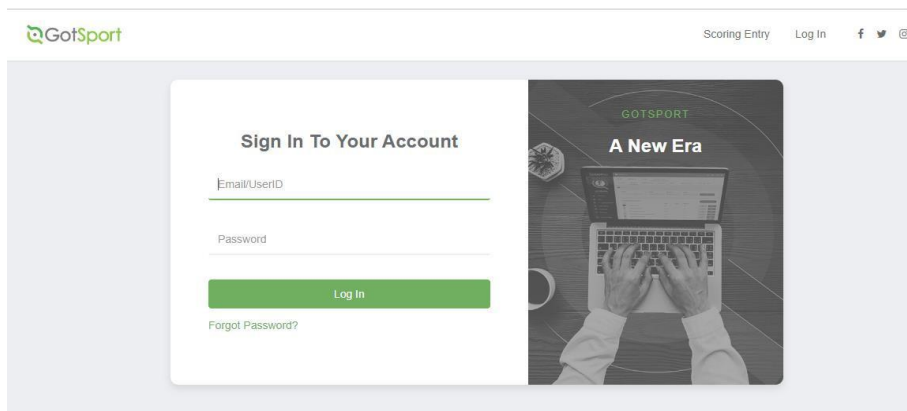 GotSport
Scoring Entry Log In
GOTSPORT
A New Era
Sign In To Your Account
Email/UserID
Password
Log In
Forgot Password?